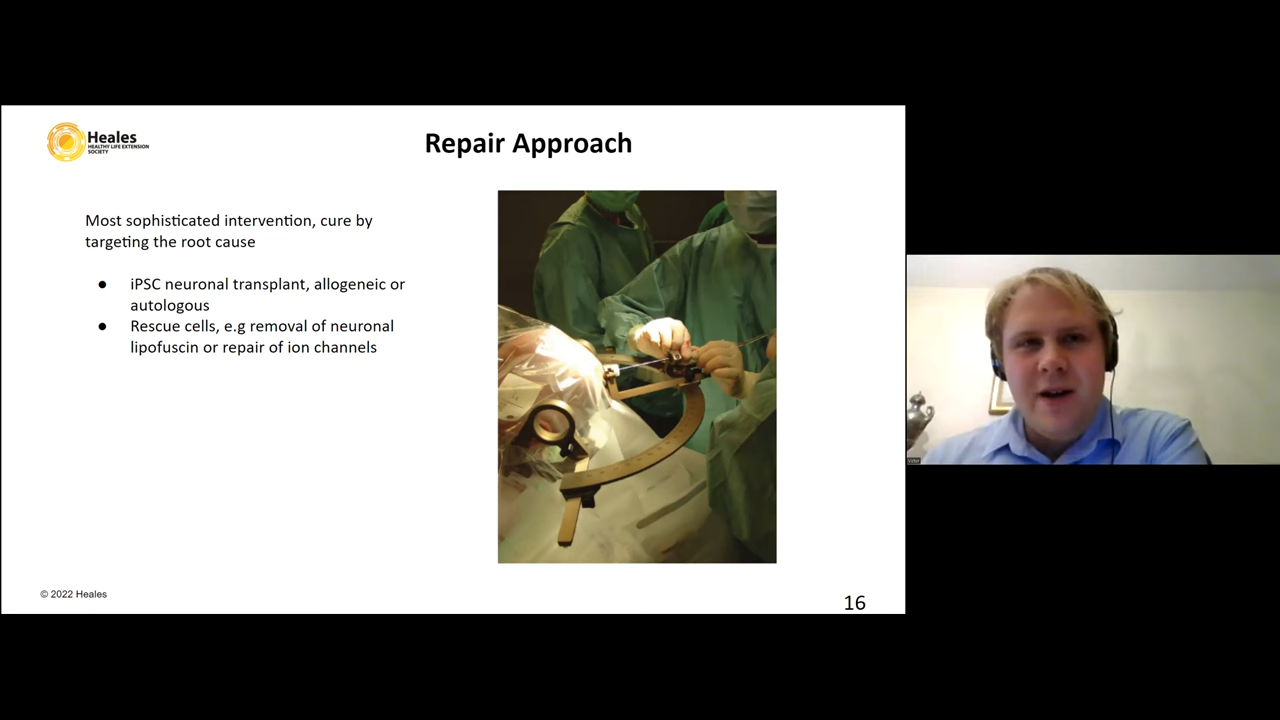 Heales
HEALTHY LIFE EXTENSION
SOCIETY
Repair Approach
Most sophisticated intervention, cure by
targeting the root cause
● iPSC neuronal transplant, allogeneic or
autologous
● Rescue cells, e.g removal of neuronal
lipofuscin or repair of ion channels
© 2022 Heales
16